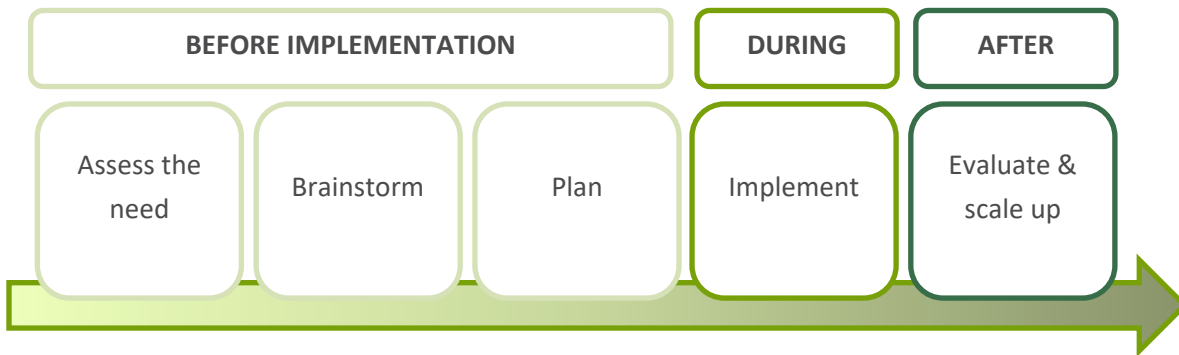 BEFORE IMPLEMENTATION
DURING
AFTER
Assess the
need
Brainstorm
Plan
Implement
Evaluate &
scale up